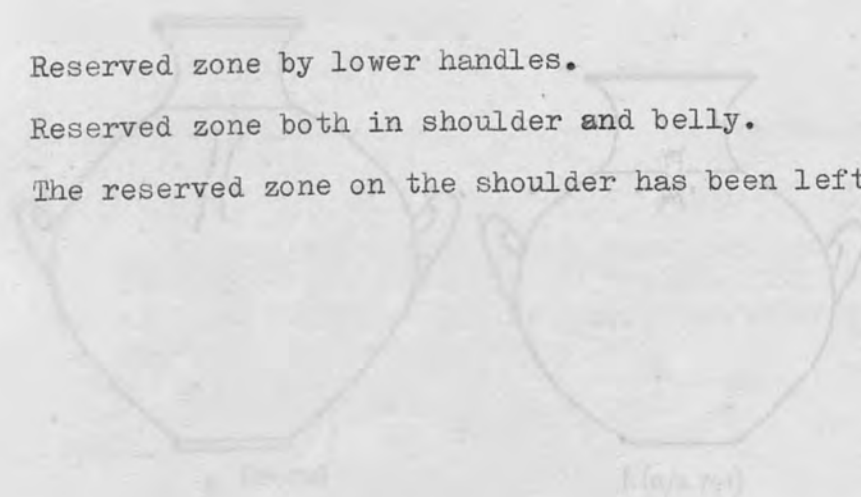 Reserved zone by lower handles.
Reserved zone both in shoulder and belly.
The reserved zone on the shoulder has been left